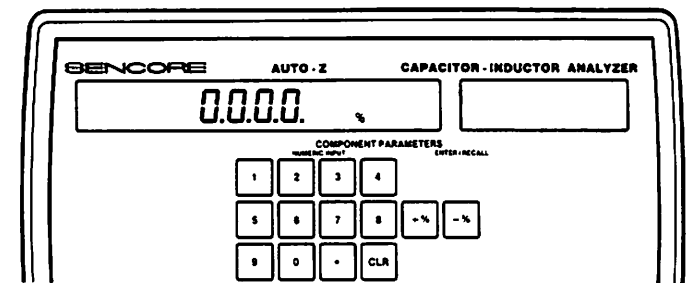 SENCORE AUTO - Z CAPACITOR - INDUCTOR ANALYZER
0.0.0.0. %
COMPONENT PARAMETERS
NUMERIC INPUT ENTER / RECALL
1 2 3 4
5 6 7 8 + % - %
9 0 • CLR